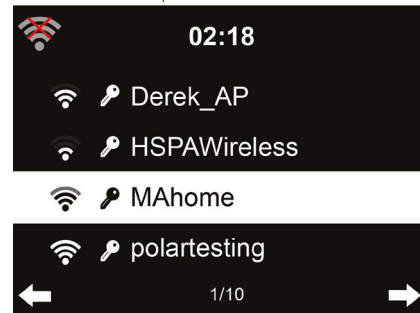 02:18
Derek_AP
HSPAWireless
MAhome
polartesting
1/10